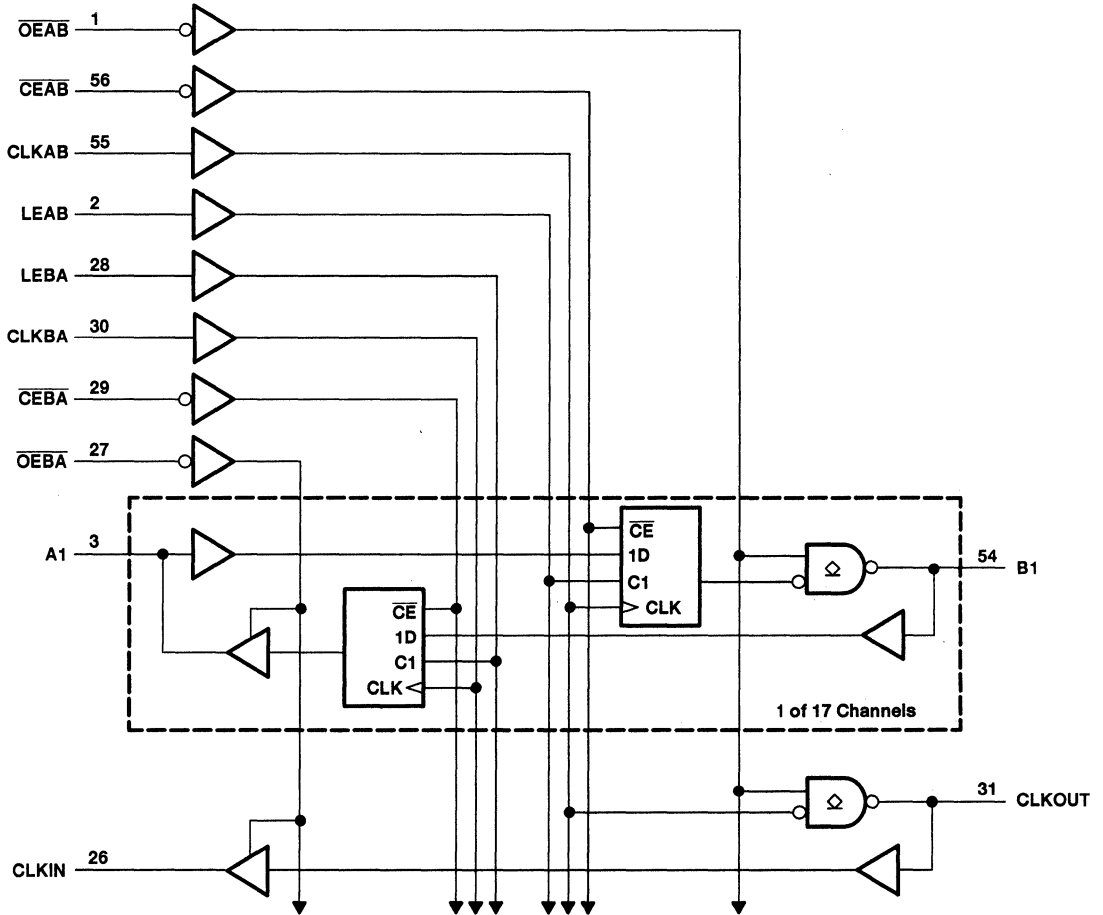 OEAB 1
CEAB 56
CLKAB 55
LEAB 2
LEBA 28
CLKBA 30
CEBA 29
OEBA 27
A1 3
CE
1D
C1
CLK
54 B1
CE
1D
C1
CLK
1 of 17 Channels
31 CLKOUT
CLKIN 26